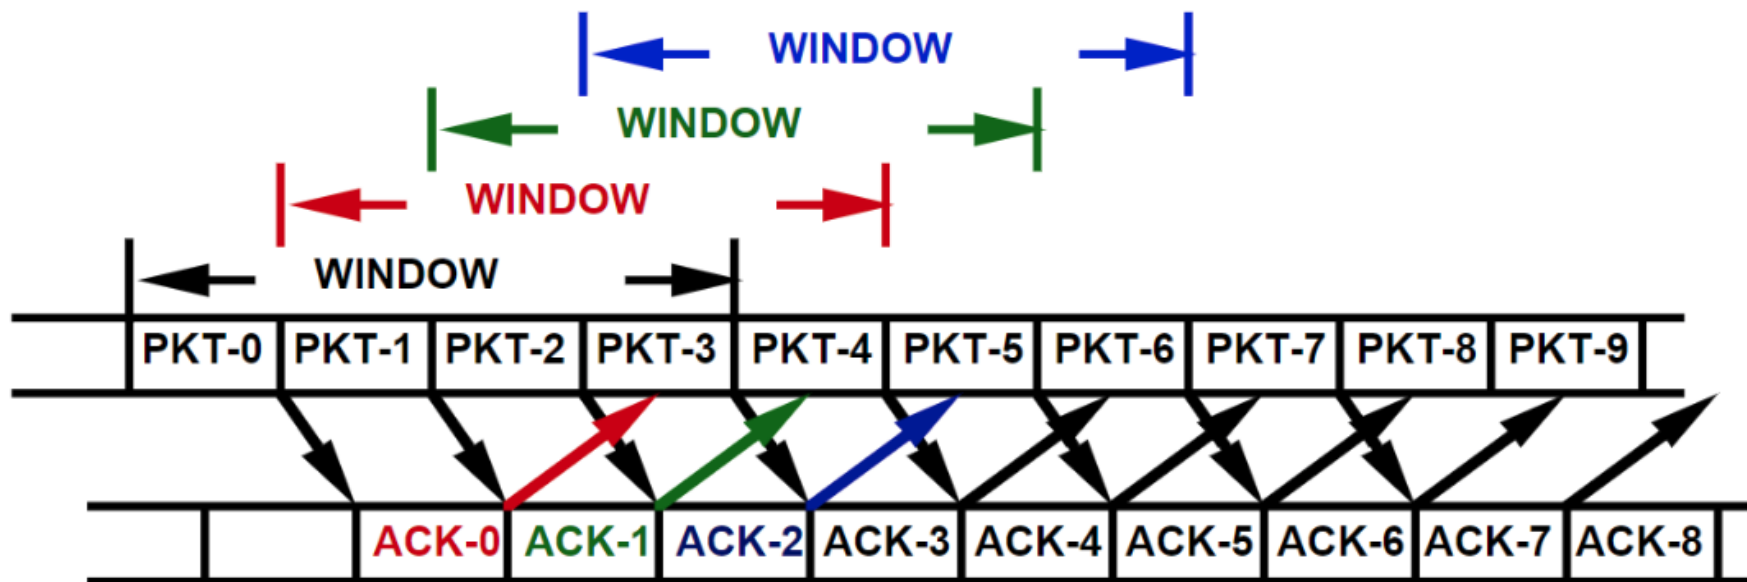 WINDOW
WINDOW
WINDOW
WINDOW
PKT-0 PKT-1 PKT-2 PKT-3 PKT-4 PKT-5 PKT-6 PKT-7 PKT-8 PKT-9
ACK-0 ACK-1 ACK-2 ACK-3 ACK-4 ACK-5 ACK-6 ACK-7 ACK-8